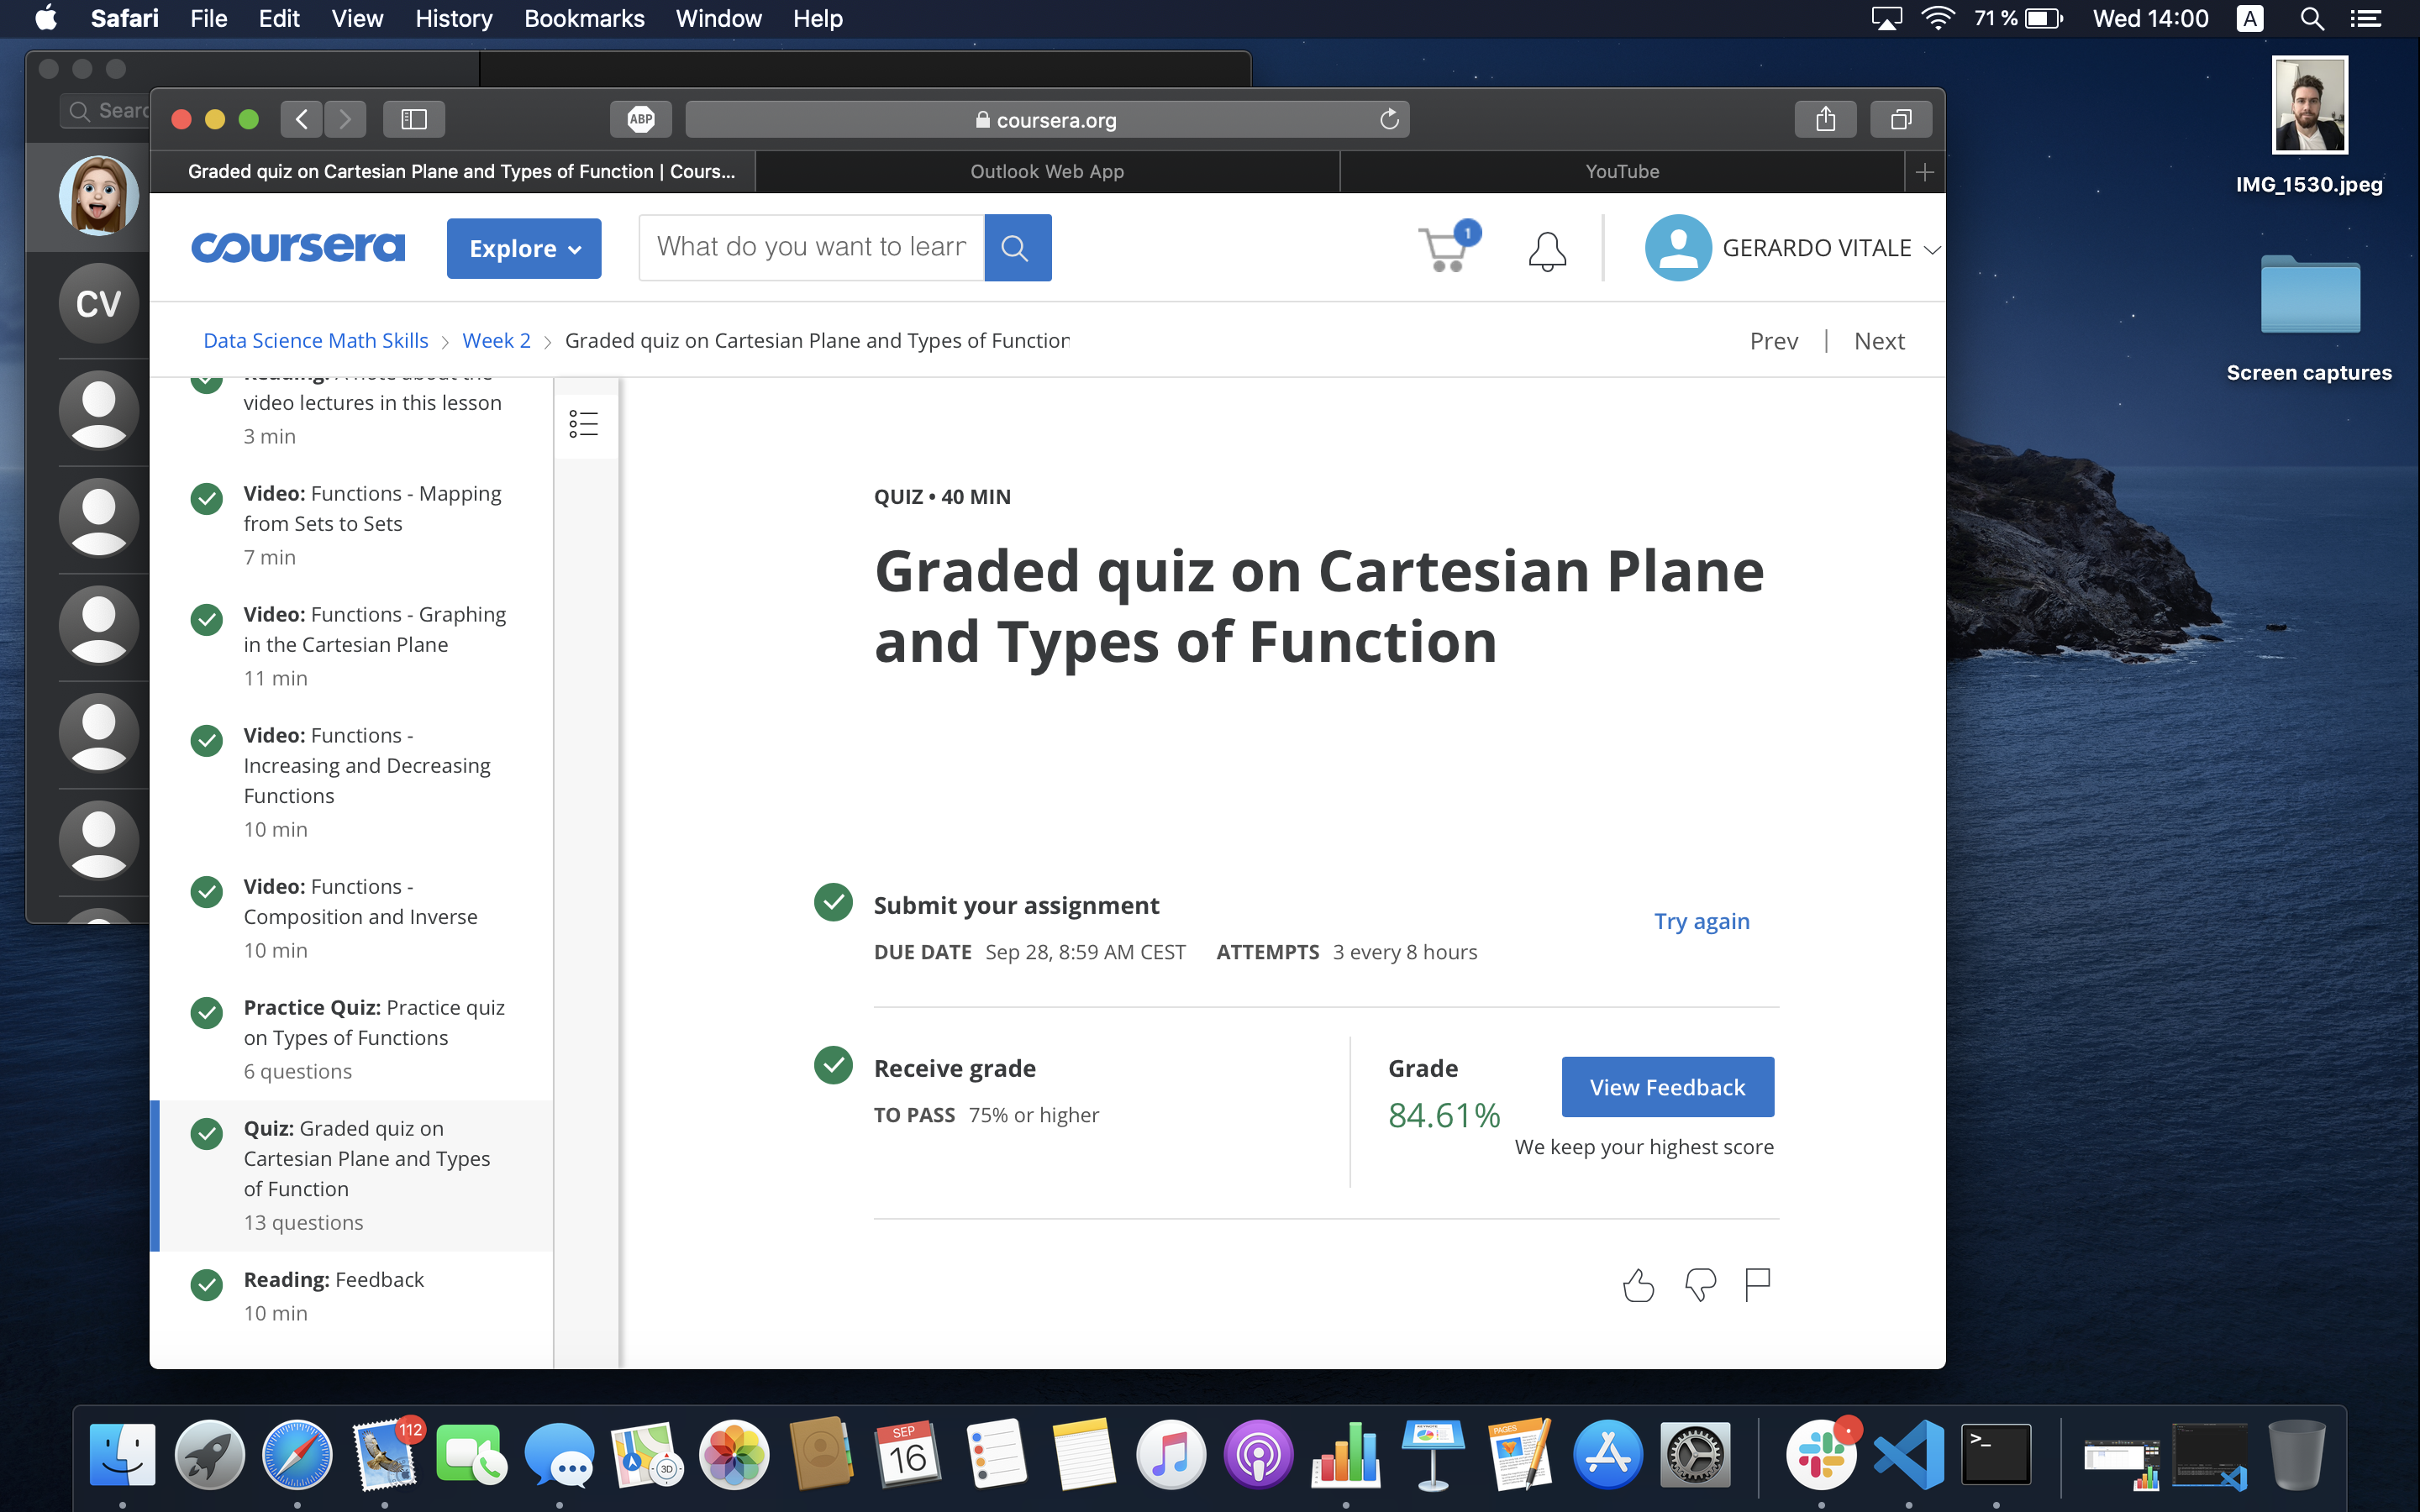 Safari File Edit View History Bookmarks Window Help 71 % Wed 14:00 A
IMG_1530.jpeg
Screen captures
Searc
CV
ABP coursera.org
Graded quiz on Cartesian Plane and Types of Function | Cours... Outlook Web App YouTube
coursera Explore What do you want to learn 1 GERARDO VITALE
Data Science Math Skills > Week 2 > Graded quiz on Cartesian Plane and Types of Function Prev | Next
Reading: A note about the
video lectures in this lesson
3 min
Video: Functions - Mapping
from Sets to Sets
7 min
Video: Functions - Graphing
in the Cartesian Plane
11 min
Video: Functions -
Increasing and Decreasing
Functions
10 min
Video: Functions -
Composition and Inverse
10 min
Practice Quiz: Practice quiz
on Types of Functions
6 questions
Quiz: Graded quiz on
Cartesian Plane and Types
of Function
13 questions
Reading: Feedback
10 min
QUIZ • 40 MIN
Graded quiz on Cartesian Plane
and Types of Function
Submit your assignment
Try again
DUE DATE Sep 28, 8:59 AM CEST ATTEMPTS 3 every 8 hours
Receive grade
TO PASS 75% or higher
Grade
84.61%
View Feedback
We keep your highest score
112
3D
SEP
16
PAGES
>_